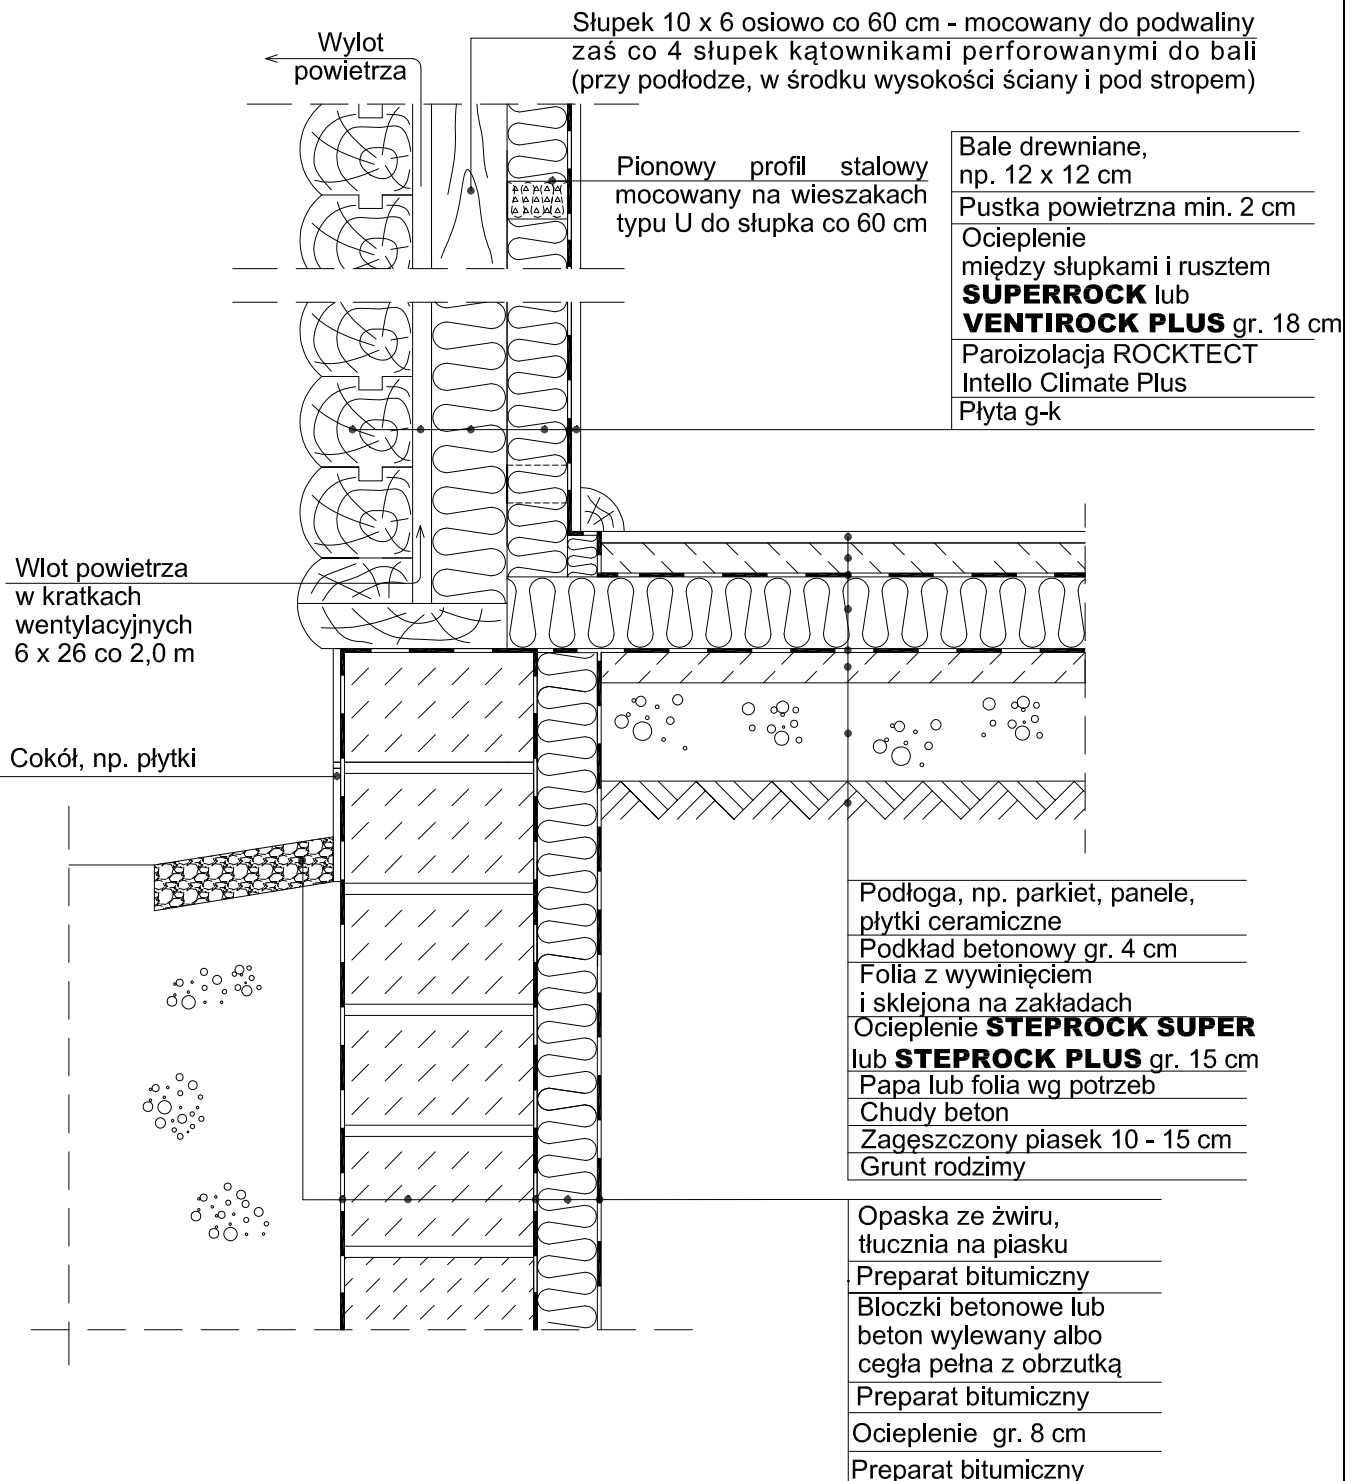 Słupek 10 x 6 osiowo co 60 cm - mocowany do podwaliny
zaś co 4 słupek kątownikami perforowanymi do bali
(przy podłodze, w środku wysokości ściany i pod stropem)
Wylot
powietrza
Pionowy profil stalowy
mocowany na wieszakach
typu U do słupka co 60 cm
Bale drewniane,
np. 12 x 12 cm
Pustka powietrzna min. 2 cm
Ocieplenie
między słupkami i rusztem
SUPERROCK lub
VENTIROCK PLUS gr. 18 cm
Paroizolacja ROCKTECT
Intello Climate Plus
Płyta g-k
Wlot powietrza
w kratkach
wentylacyjnych
6 x 26 co 2,0 m
Cokół, np. płytki
Podłoga, np. parkiet, panele,
płytki ceramiczne
Podkład betonowy gr. 4 cm
Folia z wywinięciem
i sklejona na zakładach
Ocieplenie STEPROCK SUPER
lub STEPROCK PLUS gr. 15 cm
Papa lub folia wg potrzeb
Chudy beton
Zagęszczony piasek 10 - 15 cm
Grunt rodzimy
Opaska ze żwiru,
tłucznia na piasku
Preparat bitumiczny
Bloczki betonowe lub
beton wylewany albo
cegła pełna z obrzutką
Preparat bitumiczny
Ocieplenie gr. 8 cm
Preparat bitumiczny